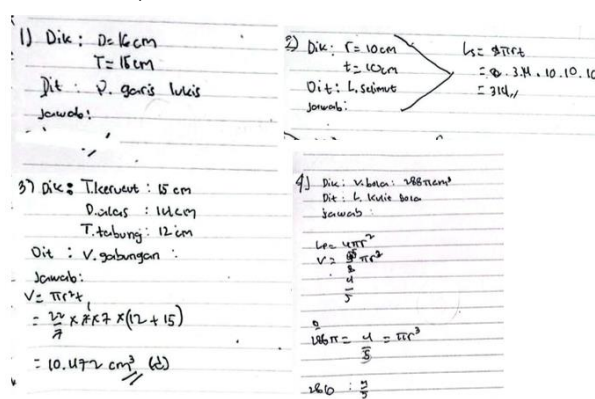 1) Dik : D = 16 cm
T = 15 cm
Dit : P. garis lukis
Jawab :
2) Dik : r = 10 cm
t = 10 cm
Dit : L. Selimut
Jawab :
Ls = 2πrt
= 2 . 3,14 . 10 . 10 . 10
= 314 //
3) Dik : T. kerucut : 15 cm
D. alas : 14 cm
T. tabung : 12 cm
Dit : V. gabungan :
Jawab :
V = πr²t
= 22/7 × 7 × 7 × (12 + 15)
= 10.472 cm³ (d)
4) Dik : V. bola : 288π cm³
Dit : L. Kulit Bola
Jawab :
Lp = 4πr²
V = πr²
4
288π = 4 = πr³